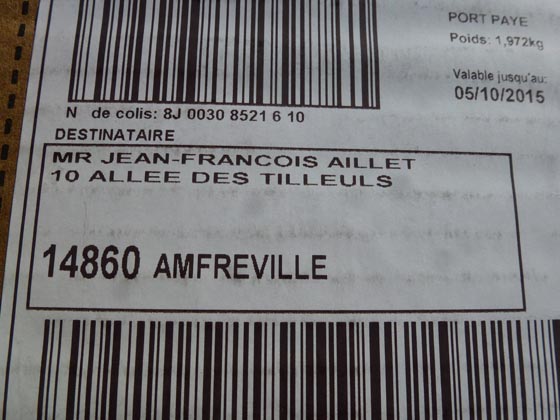 PORT PAYE
Poids: 1,972kg
Valable jusqu'au:
05/10/2015
N de colis: 8J 0030 8521 6 10
DESTINATAIRE
MR JEAN-FRANCOIS AILLET
10 ALLEE DES TILLEULS
14860 AMFREVILLE